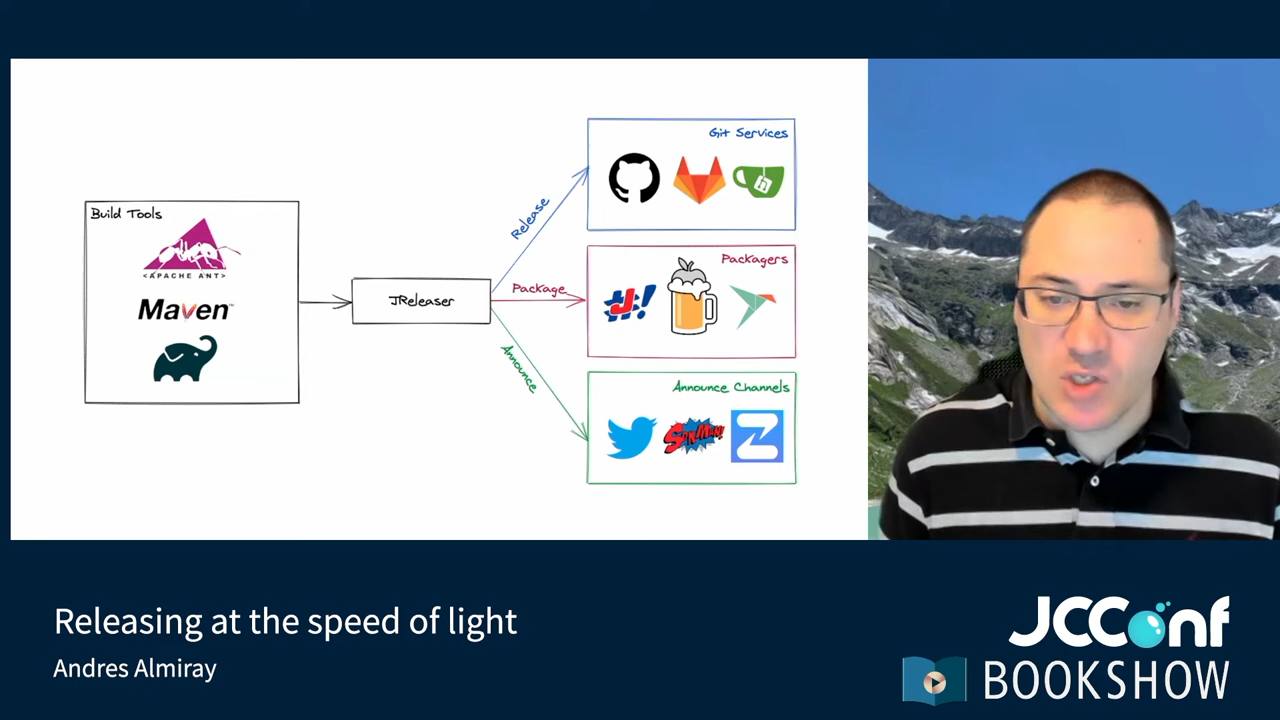 Git Services
Release
Build Tools
<APACHE ANT>
Maven™
JReleaser
Package
Packagers
J!
Announce
Announce Channels
Z
Releasing at the speed of light
Andres Almiray
JCConf
BOOKSHOW